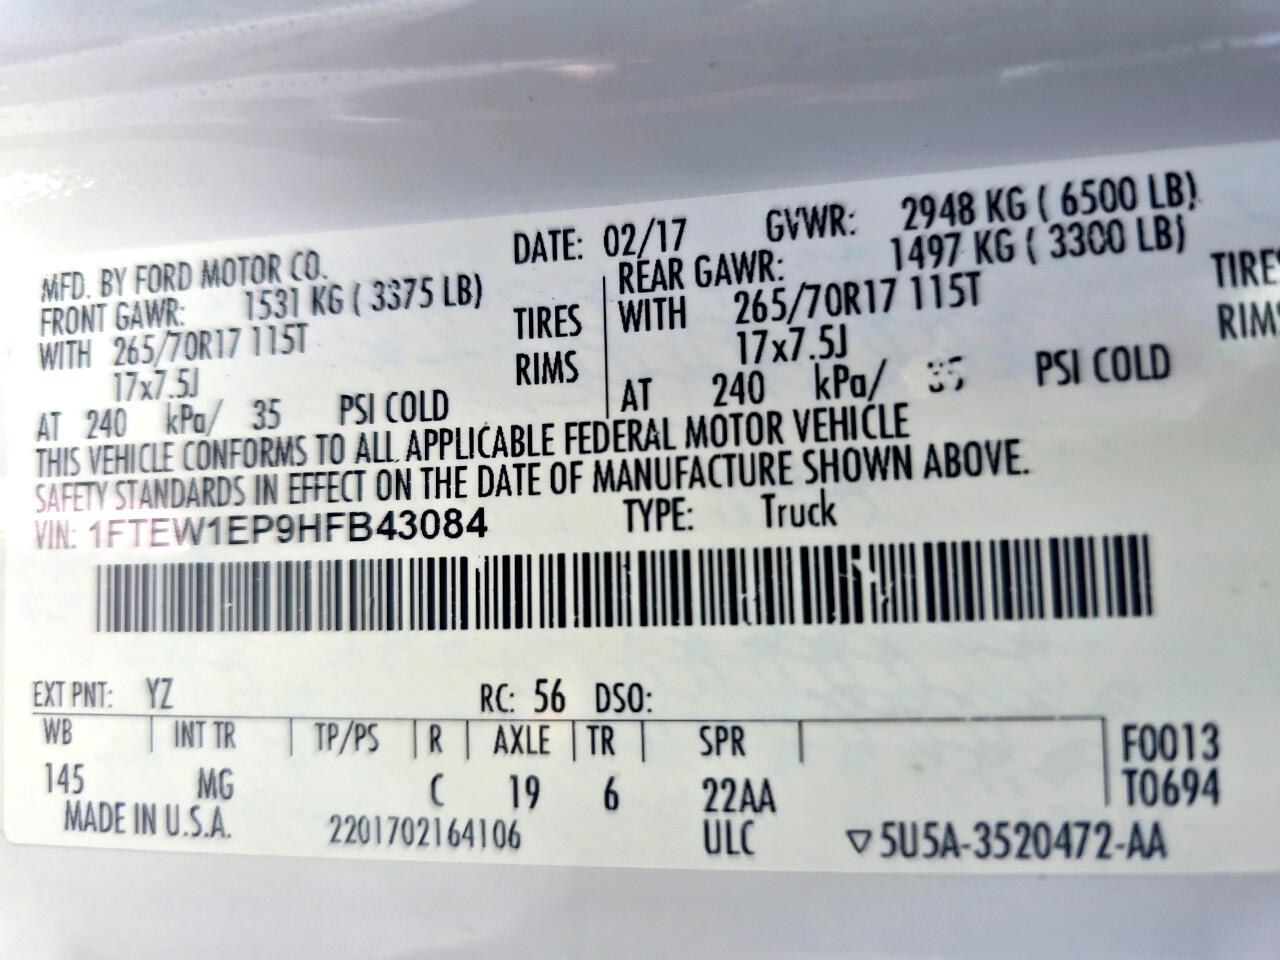 MFD. BY FORD MOTOR CO. DATE: 02/17 GVWR: 2948 KG ( 6500 LB)
FRONT GAWR: 1531 KG ( 3375 LB) REAR GAWR: 1497 KG ( 3300 LB)
WITH 265/70R17 115T TIRES WITH 265/70R17 115T TIRES
17x7.5J RIMS 17x7.5J RIMS
AT 240 kPa/ 35 PSI COLD AT 240 kPa/ 35 PSI COLD
THIS VEHICLE CONFORMS TO ALL APPLICABLE FEDERAL MOTOR VEHICLE
SAFETY STANDARDS IN EFFECT ON THE DATE OF MANUFACTURE SHOWN ABOVE.
VIN: 1FTEW1EP9HFB43084 TYPE: Truck
EXT PNT: YZ RC: 56 DSO:
WB INT TR TP/PS R AXLE TR SPR F0013
145 MG C 19 6 22AA T0694
MADE IN U.S.A. 2201702164106 ULC ▽5U5A-3520472-AA